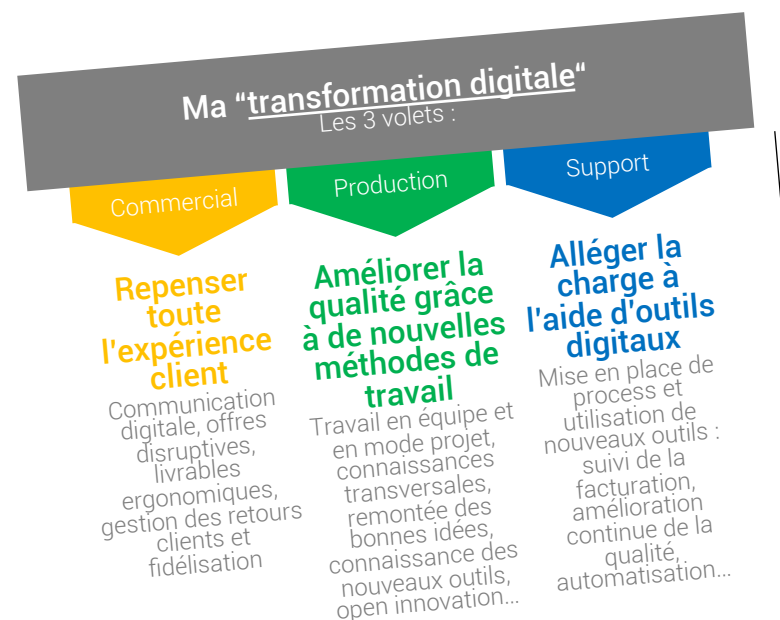 Ma “transformation digitale“
Les 3 volets :
Commercial
Repenser
toute
l'expérience
client
Communication
digitale, offres
disruptives,
livrables
ergonomiques,
gestion des retours
clients et
fidélisation
Production
Améliorer la
qualité grâce
à de nouvelles
méthodes de
travail
Travail en équipe et
en mode projet,
connaissances
transversales,
remontée des
bonnes idées,
connaissance des
nouveaux outils,
open innovation...
Support
Alléger la
charge à
l'aide d'outils
digitaux
Mise en place de
process et
utilisation de
nouveaux outils :
suivi de la
facturation,
amélioration
continue de la
qualité,
automatisation...